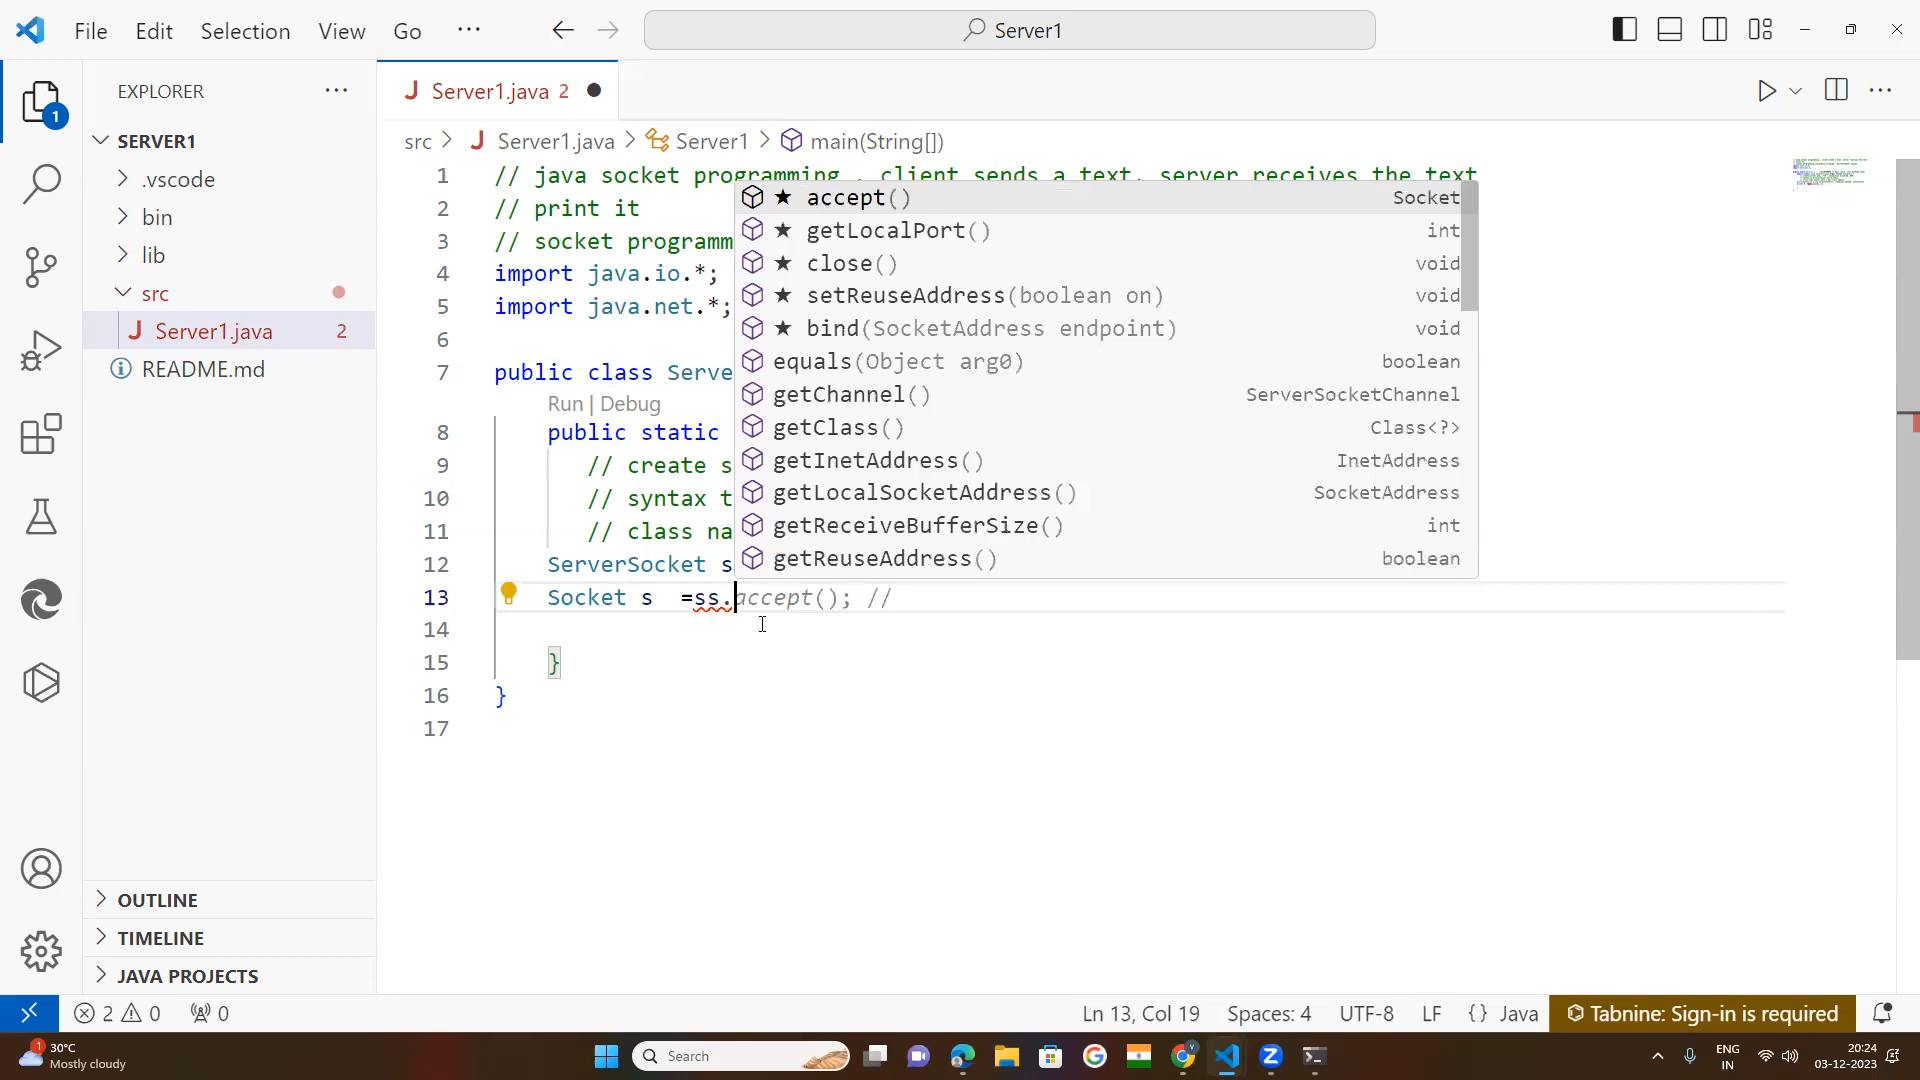 File Edit Selection View Go ··· Server1
EXPLORER ···
SERVER1
.vscode
bin
lib
src
Server1.java 2
README.md
OUTLINE
TIMELINE
JAVA PROJECTS
1
Server1.java 2
src > Server1.java > Server1 > main(String[])
1 // java socket programming , client sends a text, server receives the text
2 // print it
3 // socket programm
4 import java.io.*;
5 import java.net.*;
6
7 public class Serve
Run | Debug
8 public static
9 // create s
10 // syntax t
11 // class na
12 ServerSocket s
13 Socket s =ss.accept(); //
14
15 }
16 }
17
★ accept() Socket
★ getLocalPort() int
★ close() void
★ setReuseAddress(boolean on) void
★ bind(SocketAddress endpoint) void
equals(Object arg0) boolean
getChannel() ServerSocketChannel
getClass() Class<?>
getInetAddress() InetAddress
getLocalSocketAddress() SocketAddress
getReceiveBufferSize() int
getReuseAddress() boolean
2 0 0 Ln 13, Col 19 Spaces: 4 UTF-8 LF {} Java Tabnine: Sign-in is required
1 30°C
Mostly cloudy
Search
ENG
IN
20:24
03-12-2023